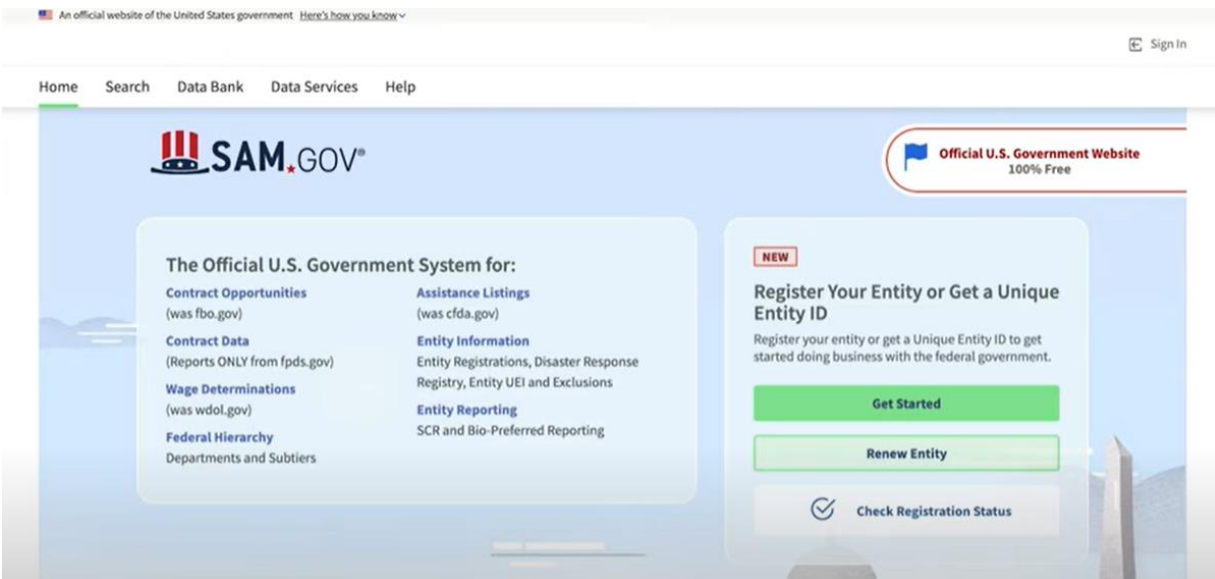 An official website of the United States government Here's how you know
Sign In
Home Search Data Bank Data Services Help
SAM.GOV®
Official U.S. Government Website
100% Free
The Official U.S. Government System for:
Contract Opportunities
(was fbo.gov)
Contract Data
(Reports ONLY from fpds.gov)
Wage Determinations
(was wdol.gov)
Federal Hierarchy
Departments and Subtiers
Assistance Listings
(was cfda.gov)
Entity Information
Entity Registrations, Disaster Response
Registry, Entity UEI and Exclusions
Entity Reporting
SCR and Bio-Preferred Reporting
NEW
Register Your Entity or Get a Unique
Entity ID
Register your entity or get a Unique Entity ID to get
started doing business with the federal government.
Get Started
Renew Entity
Check Registration Status